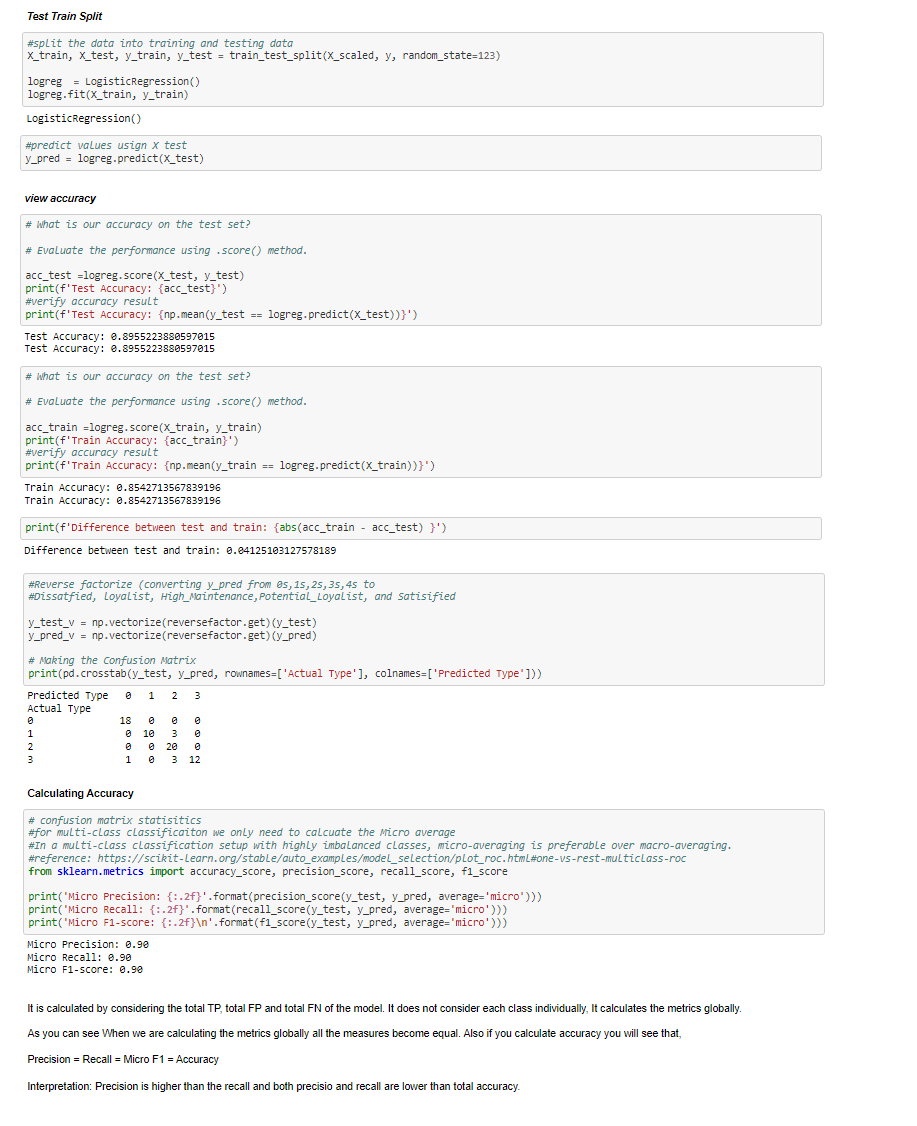 Test Train Split
#split the data into training and testing data
X_train, X_test, y_train, y_test = train_test_split(X_scaled, y, random_state=123)
logreg  = LogisticRegression()
logreg.fit(X_train, y_train)
LogisticRegression()
#predict values usign X test
y_pred = logreg.predict(X_test)
view accuracy
# What is our accuracy on the test set?
# Evaluate the performance using .score() method.
acc_test =logreg.score(X_test, y_test)
print(f'Test Accuracy: {acc_test}')
#verify accuracy result
print(f'Test Accuracy: {np.mean(y_test == logreg.predict(X_test))}')
Test Accuracy: 0.8955223880597015
Test Accuracy: 0.8955223880597015
# What is our accuracy on the test set?
# Evaluate the performance using .score() method.
acc_train =logreg.score(X_train, y_train)
print(f'Train Accuracy: {acc_train}')
#verify accuracy result
print(f'Train Accuracy: {np.mean(y_train == logreg.predict(X_train))}')
Train Accuracy: 0.8542713567839196
Train Accuracy: 0.8542713567839196
print(f'Difference between test and train: {abs(acc_train - acc_test) }')
Difference between test and train: 0.04125103127578189
#Reverse factorize (converting y_pred from 0s,1s,2s,3s,4s to
#Dissatfied, loyalist, High_Maintenance,Potential_Loyalist, and Satisified
y_test_v = np.vectorize(reversefactor.get)(y_test)
y_pred_v = np.vectorize(reversefactor.get)(y_pred)
# Making the Confusion Matrix
print(pd.crosstab(y_test, y_pred, rownames=['Actual Type'], colnames=['Predicted Type']))
Predicted Type   0   1   2   3
Actual Type
0               18   0   0   0
1                0  10   3   0
2                0   0  20   0
3                1   0   3  12
Calculating Accuracy
# confusion matrix statisitics
#for multi-class classificaiton we only need to calcuate the Micro average
#In a multi-class classification setup with highly imbalanced classes, micro-averaging is preferable over macro-averaging.
#reference: https://scikit-learn.org/stable/auto_examples/model_selection/plot_roc.html#one-vs-rest-multiclass-roc
from sklearn.metrics import accuracy_score, precision_score, recall_score, f1_score
print('Micro Precision: {:.2f}'.format(precision_score(y_test, y_pred, average='micro')))
print('Micro Recall: {:.2f}'.format(recall_score(y_test, y_pred, average='micro')))
print('Micro F1-score: {:.2f}\n'.format(f1_score(y_test, y_pred, average='micro')))
Micro Precision: 0.90
Micro Recall: 0.90
Micro F1-score: 0.90
It is calculated by considering the total TP, total FP and total FN of the model. It does not consider each class individually, It calculates the metrics globally.
As you can see When we are calculating the metrics globally all the measures become equal. Also if you calculate accuracy you will see that,
Precision = Recall = Micro F1 = Accuracy
Interpretation: Precision is higher than the recall and both precisio and recall are lower than total accuracy.